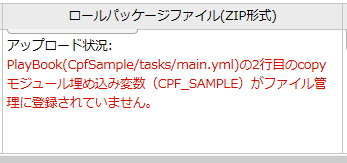 ロールパッケージファイル(ZIP形式)
アップロード状況:
PlayBook(CpfSample/tasks/main.yml)の2行目のcopy
モジュール埋め込み変数（CPF_SAMPLE）がファイル管
理に登録されていません。